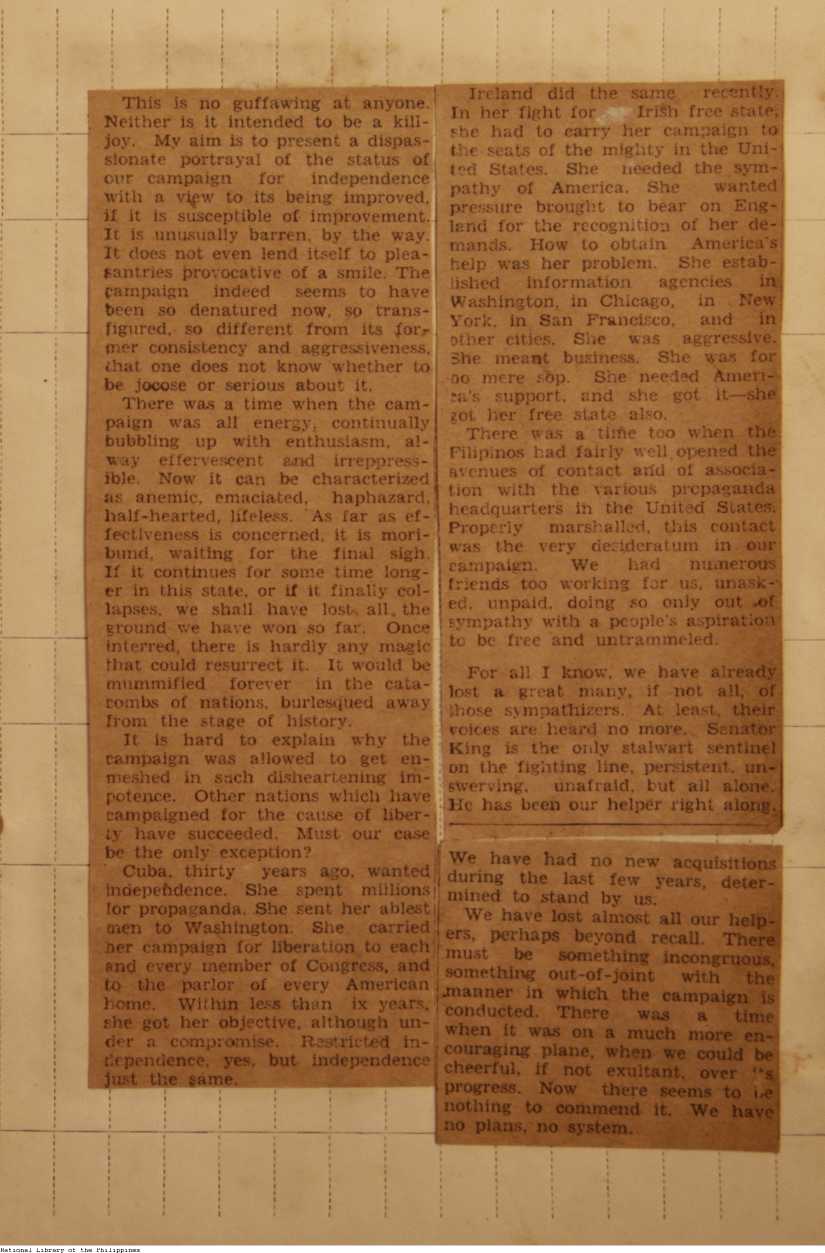 This is no guffawing at anyone.
Neither is it intended to be a kill-
joy. My aim is to present a dispas-
sionate portrayal of the status of
our campaign for independence
with a view to its being improved,
if it is susceptible of improvement.
It is unusually barren, by the way.
It does not even lend itself to plea-
santries provocative of a smile. The
campaign indeed seems to have
been so denatured now, so trans-
figured, so different from its for-
mer consistency and aggressiveness,
that one does not know whether to
be jocose or serious about it.
There was a time when the cam-
paign was all energy, continually
bubbling up with enthusiasm, al-
way effervescent and irrepress-
ible. Now it can be characterized
as anemic, emaciated, haphazard,
half-hearted, lifeless. As far as ef-
fectiveness is concerned, it is mori-
bund, waiting for the final sigh.
If it continues for some time long-
er in this state, or if it finally col-
lapses, we shall have lost all the
ground we have won so far. Once
interred, there is hardly any magic
that could resurrect it. It would be
mummified forever in the cata-
combs of nations, burlesqued away
from the stage of history.
It is hard to explain why the
campaign was allowed to get en-
meshed in such disheartening im-
potence. Other nations which have
campaigned for the cause of liber-
ty have succeeded. Must our case
be the only exception?
Cuba, thirty years ago, wanted
independence. She spent millions
for propaganda. She sent her ablest
men to Washington. She carried
her campaign for liberation to each
and every member of Congress, and
to the parlor of every American
home. Within less than ix years,
she got her objective, although un-
der a compromise. Restricted in-
dependence, yes, but independence
just the same.
Ireland did the same recently.
In her fight for Irish free state,
she had to carry her campaign to
the seats of the mighty in the Uni-
ted States. She needed the sym-
pathy of America. She wanted
pressure brought to bear on Eng-
land for the recognition of her de-
mands. How to obtain America's
help was her problem. She estab-
lished information agencies in
Washington, in Chicago, in New
York, in San Francisco, and in
other cities. She was aggressive.
She meant business. She was for
no mere sop. She needed Ameri-
ca's support, and she got it—she
got her free state also.
There was a time too when the
Filipinos had fairly well opened the
avenues of contact and of associa-
tion with the various propaganda
headquarters in the United States.
Properly marshalled, this contact
was the very desideratum in our
campaign. We had numerous
friends too working for us, unask-
ed, unpaid, doing so only out of
sympathy with a people's aspiration
to be free and untrammeled.
For all I know, we have already
lost a great many, if not all, of
those sympathizers. At least, their
voices are heard no more. Senator
King is the only stalwart sentinel
on the fighting line, persistent, un-
swerving, unafraid, but all alone.
He has been our helper right along.
We have had no new acquisitions
during the last few years, deter-
mined to stand by us.
We have lost almost all our help-
ers, perhaps beyond recall. There
must be something incongruous,
something out-of-joint with the
manner in which the campaign is
conducted. There was a time
when it was on a much more en-
couraging plane, when we could be
cheerful, if not exultant, over
progress. Now there seems to be
nothing to commend it. We have
no plans, no system.
National Library of the Philippines